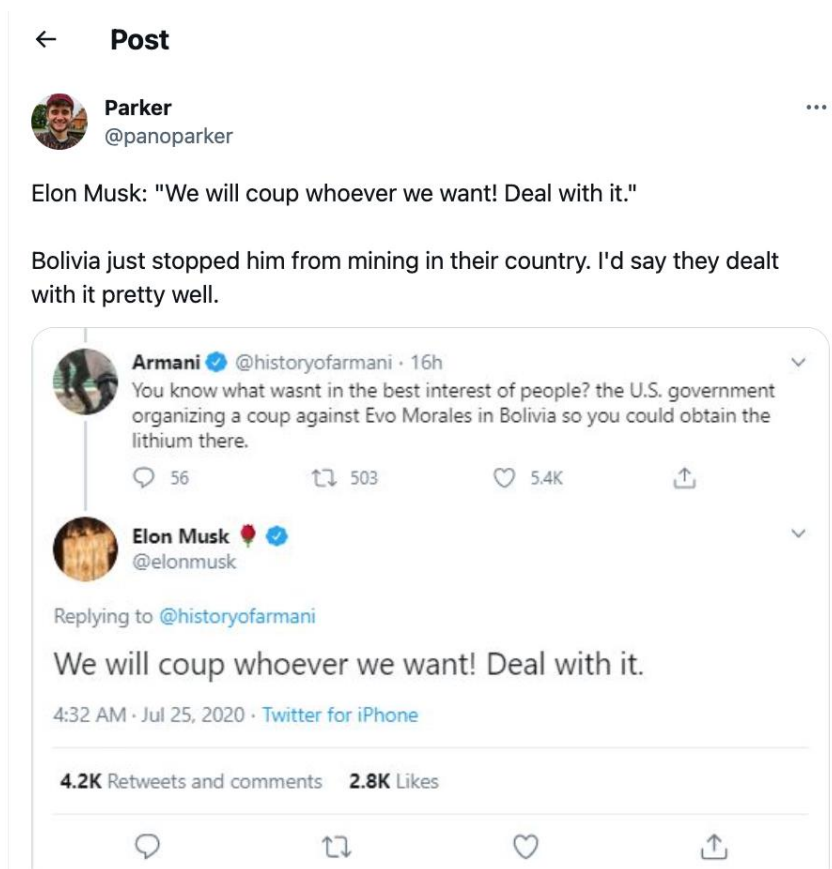 Post
Parker
@panoparker
Elon Musk: "We will coup whoever we want! Deal with it."
Bolivia just stopped him from mining in their country. I'd say they dealt
with it pretty well.
Armani @historyofarmani · 16h
You know what wasnt in the best interest of people? the U.S. government
organizing a coup against Evo Morales in Bolivia so you could obtain the
lithium there.
56 503 5.4K
Elon Musk
@elonmusk
Replying to @historyofarmani
We will coup whoever we want! Deal with it.
4:32 AM · Jul 25, 2020 · Twitter for iPhone
4.2K Retweets and comments 2.8K Likes